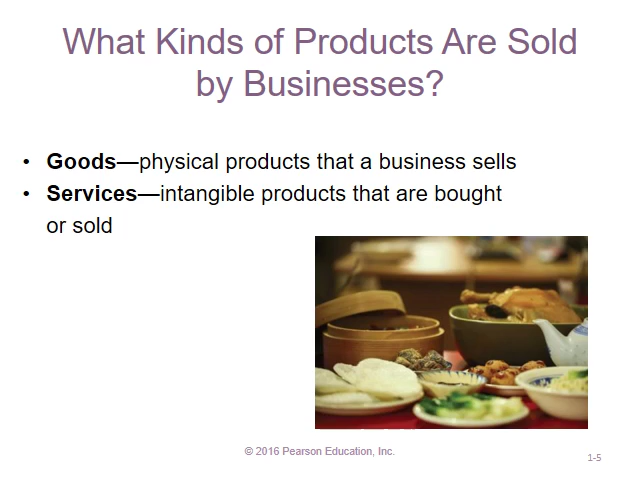 What Kinds of Products Are Sold
by Businesses?
• Goods—physical products that a business sells
• Services—intangible products that are bought
or sold
© 2016 Pearson Education, Inc.
1-5